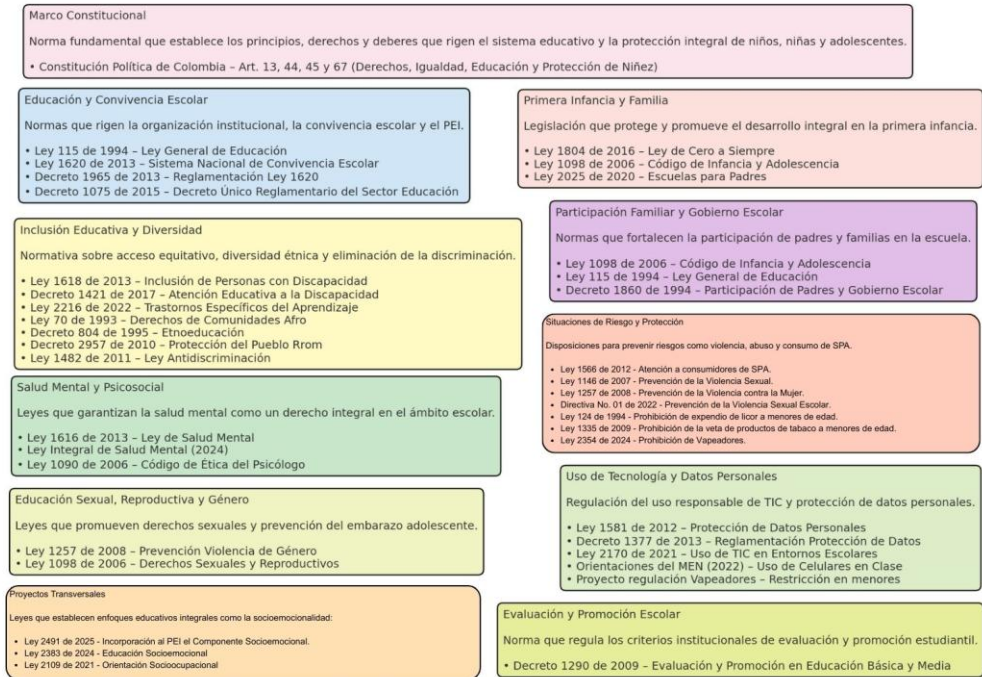 Marco Constitucional
Norma fundamental que establece los principios, derechos y deberes que rigen el sistema educativo y la protección integral de niños, niñas y adolescentes.
• Constitución Política de Colombia – Art. 13, 44, 45 y 67 (Derechos, Igualdad, Educación y Protección de Niñez)
Educación y Convivencia Escolar
Normas que rigen la organización institucional, la convivencia escolar y el PEI.
• Ley 115 de 1994 – Ley General de Educación
• Ley 1620 de 2013 – Sistema Nacional de Convivencia Escolar
• Decreto 1965 de 2013 – Reglamentación Ley 1620
• Decreto 1075 de 2015 – Decreto Único Reglamentario del Sector Educación
Primera Infancia y Familia
Legislación que protege y promueve el desarrollo integral en la primera infancia.
• Ley 1804 de 2016 – Ley de Cero a Siempre
• Ley 1098 de 2006 – Código de Infancia y Adolescencia
• Ley 2025 de 2020 – Escuelas para Padres
Inclusión Educativa y Diversidad
Normativa sobre acceso equitativo, diversidad étnica y eliminación de la discriminación.
• Ley 1618 de 2013 – Inclusión de Personas con Discapacidad
• Decreto 1421 de 2017 – Atención Educativa a la Discapacidad
• Ley 2216 de 2022 – Trastornos Específicos del Aprendizaje
• Ley 70 de 1993 – Derechos de Comunidades Afro
• Decreto 804 de 1995 – Etnoeducación
• Decreto 2957 de 2010 – Protección del Pueblo Rrom
• Ley 1482 de 2011 – Ley Antidiscriminación
Participación Familiar y Gobierno Escolar
Normas que fortalecen la participación de padres y familias en la escuela.
• Ley 1098 de 2006 – Código de Infancia y Adolescencia
• Ley 115 de 1994 – Ley General de Educación
• Decreto 1860 de 1994 – Participación de Padres y Gobierno Escolar
Situaciones de Riesgo y Protección
Disposiciones para prevenir riesgos como violencia, abuso y consumo de SPA.
• Ley 1566 de 2012 - Atención a consumidores de SPA.
• Ley 1146 de 2007 - Prevención de la Violencia Sexual.
• Ley 1257 de 2008 - Prevención de la Violencia contra la Mujer.
• Directiva No. 01 de 2022 - Prevención de la Violencia Sexual Escolar.
• Ley 124 de 1994 - Prohibición de expendio de licor a menores de edad.
• Ley 1335 de 2009 - Prohibición de la veta de productos de tabaco a menores de edad.
• Ley 2354 de 2024 - Prohibición de Vapeadores.
Salud Mental y Psicosocial
Leyes que garantizan la salud mental como un derecho integral en el ámbito escolar.
• Ley 1616 de 2013 – Ley de Salud Mental
• Ley Integral de Salud Mental (2024)
• Ley 1090 de 2006 – Código de Ética del Psicólogo
Uso de Tecnología y Datos Personales
Regulación del uso responsable de TIC y protección de datos personales.
• Ley 1581 de 2012 – Protección de Datos Personales
• Decreto 1377 de 2013 – Reglamentación Protección de Datos
• Ley 2170 de 2021 – Uso de TIC en Entornos Escolares
• Orientaciones del MEN (2022) – Uso de Celulares en Clase
• Proyecto regulación Vapeadores – Restricción en menores
Educación Sexual, Reproductiva y Género
Leyes que promueven derechos sexuales y prevención del embarazo adolescente.
• Ley 1257 de 2008 – Prevención Violencia de Género
• Ley 1098 de 2006 – Derechos Sexuales y Reproductivos
Proyectos Transversales
Leyes que establecen enfoques educativos integrales como la socioemocionalidad:
• Ley 2491 de 2025 - Incorporación al PEI el Componente Socioemocional.
• Ley 2383 de 2024 - Educación Socioemocional
• Ley 2109 de 2021 - Orientación Socioocupacional
Evaluación y Promoción Escolar
Norma que regula los criterios institucionales de evaluación y promoción estudiantil.
• Decreto 1290 de 2009 – Evaluación y Promoción en Educación Básica y Media